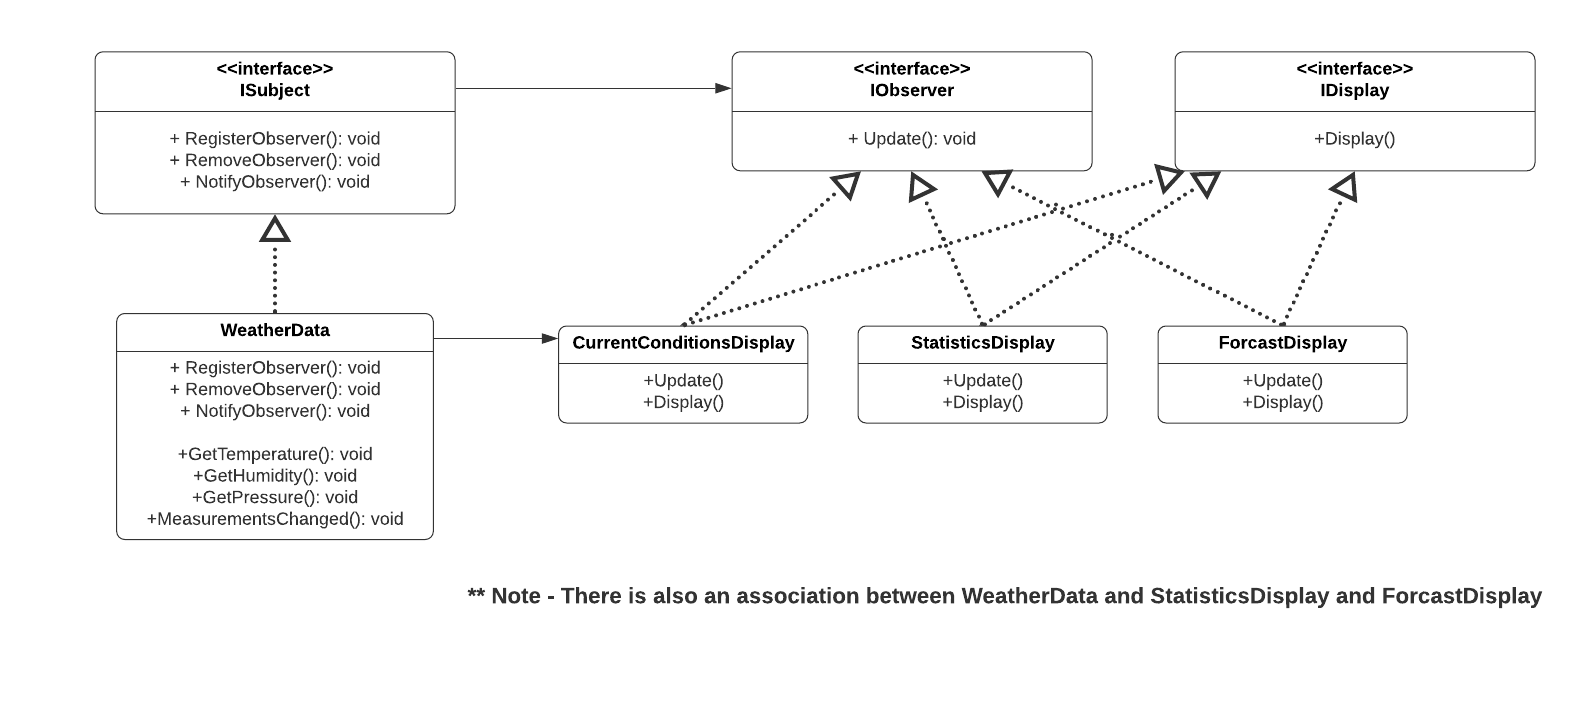 <<interface>>
ISubject
+ RegisterObserver(): void
+ RemoveObserver(): void
+ NotifyObserver(): void
<<interface>>
IObserver
+ Update(): void
<<interface>>
IDisplay
+Display()
WeatherData
+ RegisterObserver(): void
+ RemoveObserver(): void
+ NotifyObserver(): void
+GetTemperature(): void
+GetHumidity(): void
+GetPressure(): void
+MeasurementsChanged(): void
CurrentConditionsDisplay
+Update()
+Display()
StatisticsDisplay
+Update()
+Display()
ForcastDisplay
+Update()
+Display()
** Note - There is also an association between WeatherData and StatisticsDisplay and ForcastDisplay